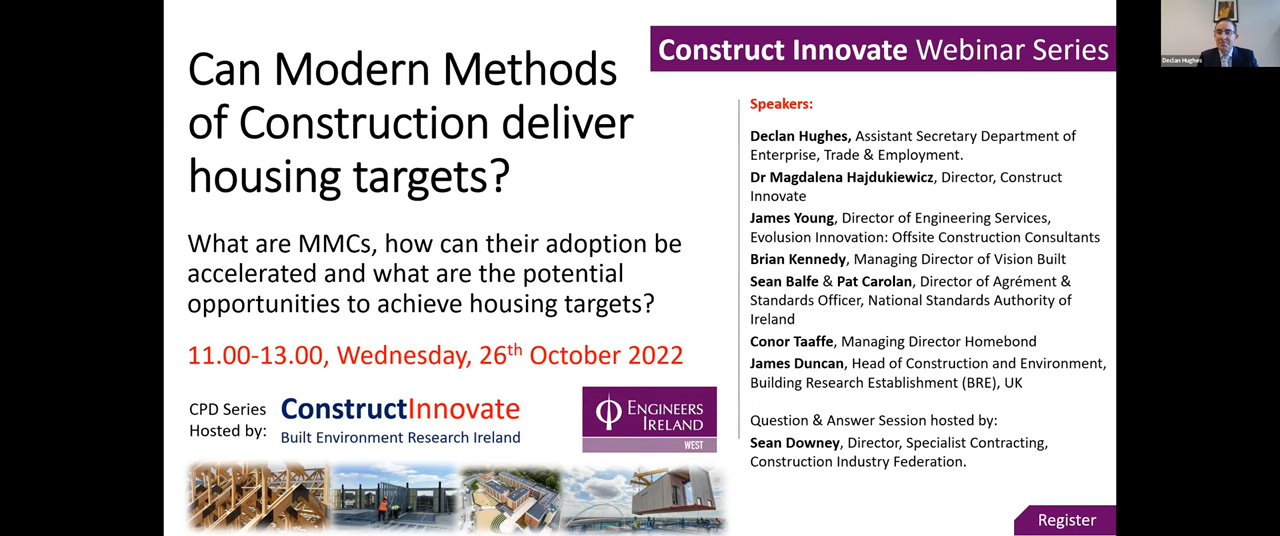 Can Modern Methods
of Construction deliver
housing targets?
What are MMCs, how can their adoption be
accelerated and what are the potential
opportunities to achieve housing targets?
11.00-13.00, Wednesday, 26th October 2022
CPD Series
Hosted by:
ConstructInnovate
Built Environment Research Ireland
ENGINEERS
IRELAND
WEST
Construct Innovate Webinar Series
Speakers:
Declan Hughes, Assistant Secretary Department of
Enterprise, Trade & Employment.
Dr Magdalena Hajdukiewicz, Director, Construct
Innovate
James Young, Director of Engineering Services,
Evolusion Innovation: Offsite Construction Consultants
Brian Kennedy, Managing Director of Vision Built
Sean Balfe & Pat Carolan, Director of Agrément &
Standards Officer, National Standards Authority of
Ireland
Conor Taaffe, Managing Director Homebond
James Duncan, Head of Construction and Environment,
Building Research Establishment (BRE), UK
Question & Answer Session hosted by:
Sean Downey, Director, Specialist Contracting,
Construction Industry Federation.
Register
Declan Hughes